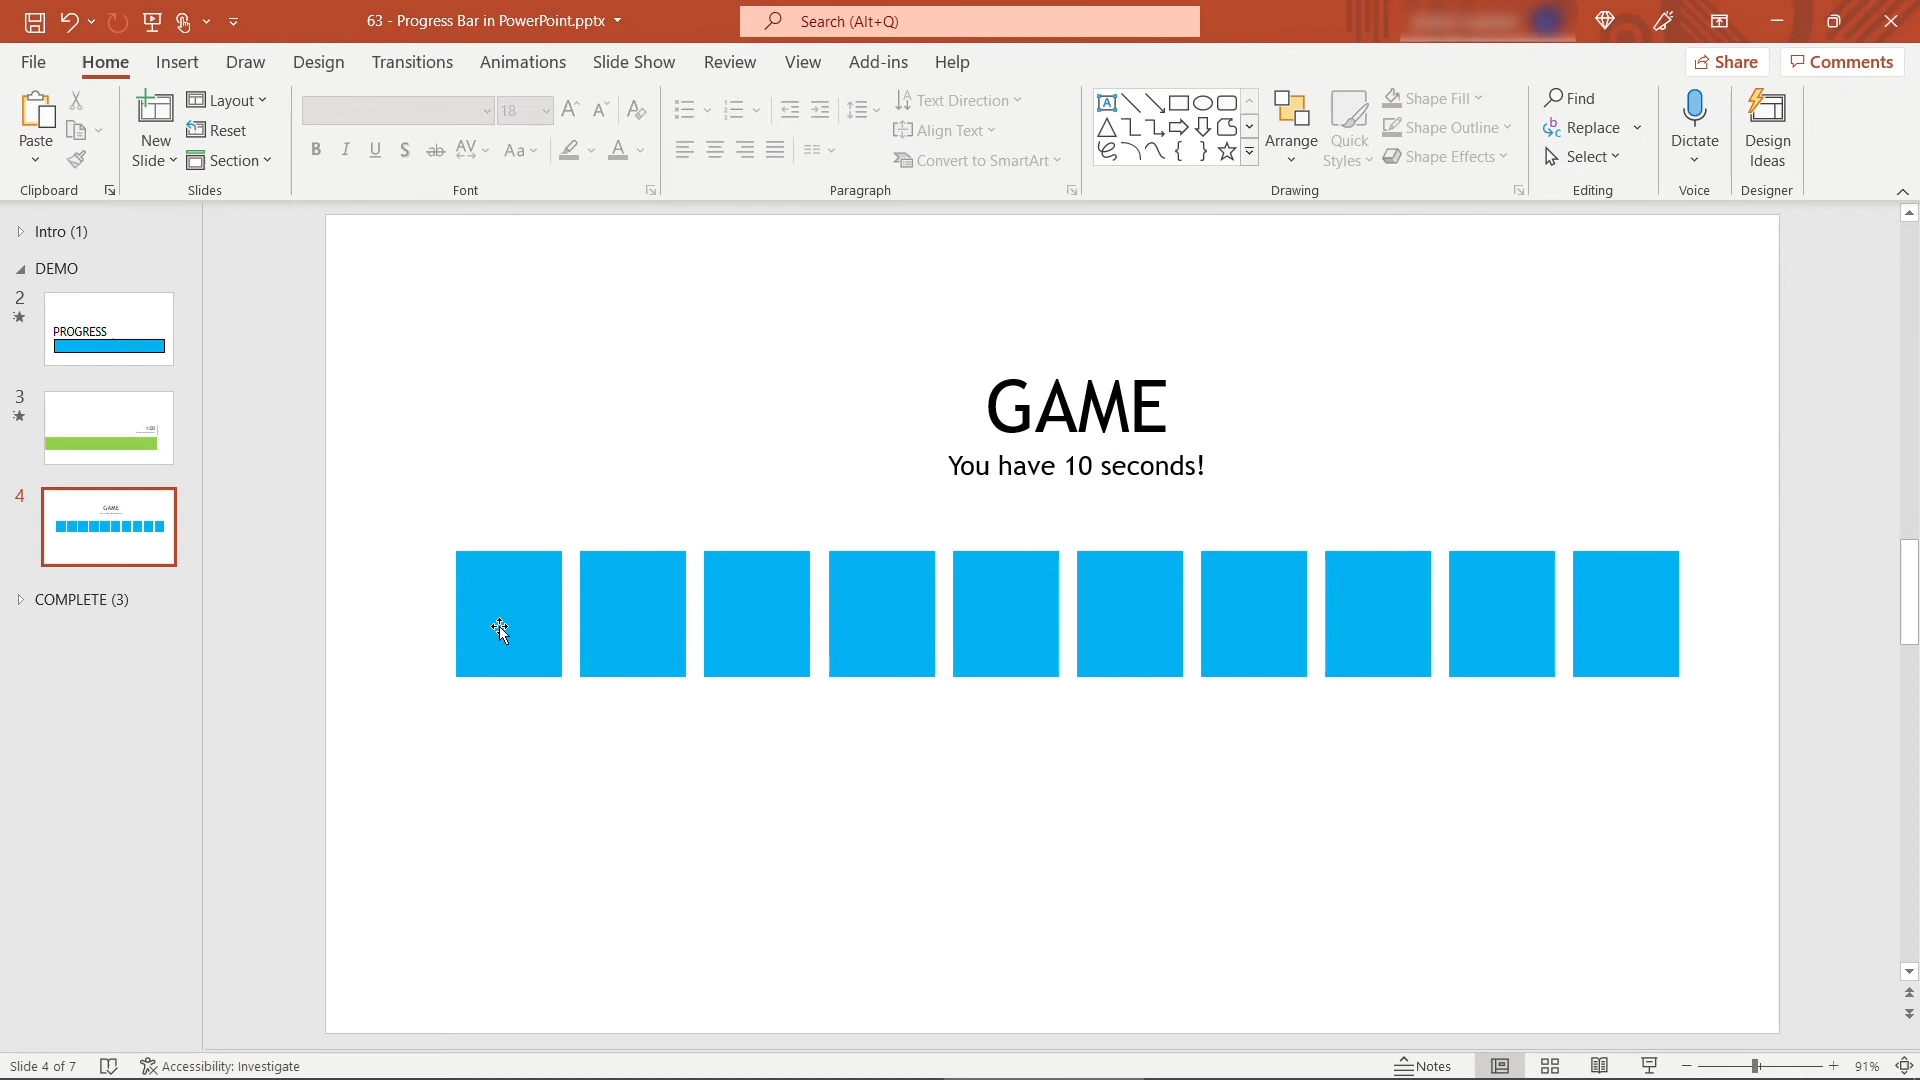 63 - Progress Bar in PowerPoint.pptx
Search (Alt+Q)
File Home Insert Draw Design Transitions Animations Slide Show Review View Add-ins Help
Share
Comments
Paste
New
Slide
Layout
Reset
Section
18
B I U S ab AV Aa A
Text Direction
Align Text
Convert to SmartArt
Arrange
Quick
Styles
Shape Fill
Shape Outline
Shape Effects
Find
Replace
Select
Dictate
Design
Ideas
Clipboard Slides Font Paragraph Drawing Editing Voice Designer
Intro (1)
DEMO
2
PROGRESS
3
4
GAME
COMPLETE (3)
GAME
You have 10 seconds!
Slide 4 of 7
Accessibility: Investigate
Notes
91%